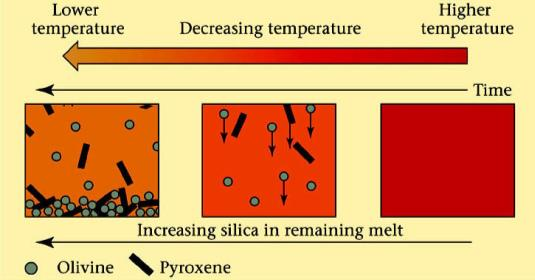 Lower
temperature
Decreasing temperature
Higher
temperature
Time
Increasing silica in remaining melt
Olivine
Pyroxene